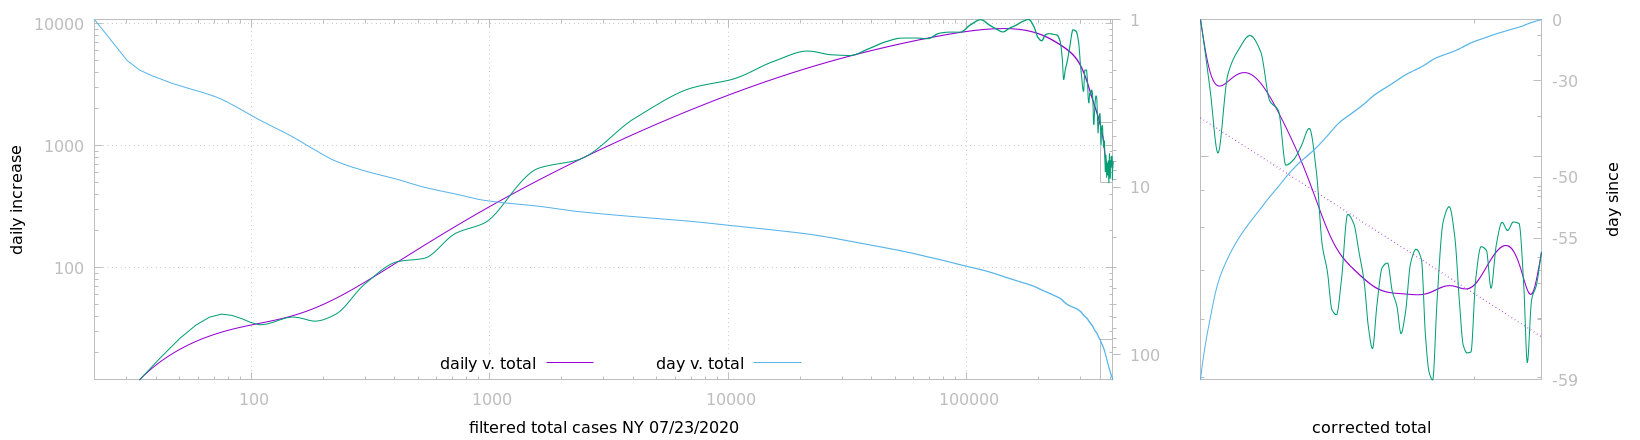 daily increase
10000
1000
100
100
1000
10000
100000
1
10
100
daily v. total
day v. total
filtered total cases NY 07/23/2020
0
-30
-50
-55
-59
day since
corrected total